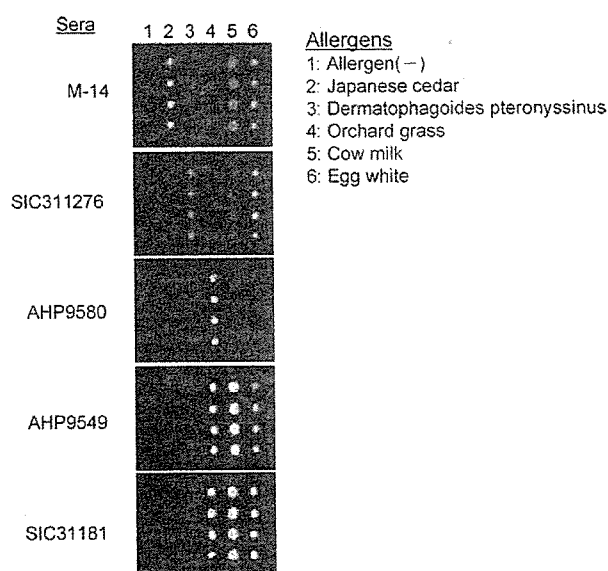 Sera
1 2 3 4 5 6
M-14
SIC311276
AHP9580
AHP9549
SIC31181
Allergens
1: Allergen(−)
2: Japanese cedar
3: Dermatophagoides pteronyssinus
4: Orchard grass
5: Cow milk
6: Egg white